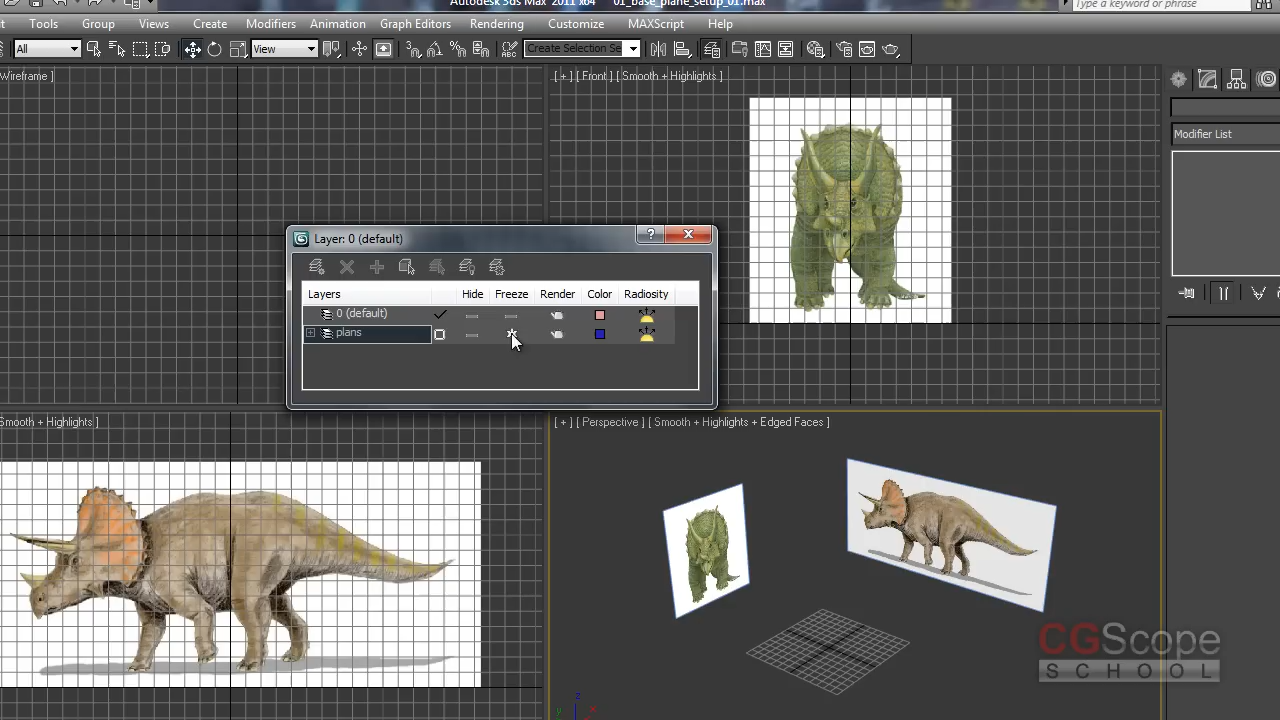 Autodesk 3ds Max 2011 x64 01_base_plane_setup_01.max
Type a keyword or phrase
Tools Group Views Create Modifiers Animation Graph Editors Rendering Customize MAXScript Help
All View Create Selection Se
Wireframe ]
[ + ] [ Front ] [ Smooth + Highlights ]
Modifier List
Layer: 0 (default)
?
Layers Hide Freeze Render Color Radiosity
0 (default)
plans
Smooth + Highlights ]
[ + ] [ Perspective ] [ Smooth + Highlights + Edged Faces ]
CGScope
SCHOOL
z
y x